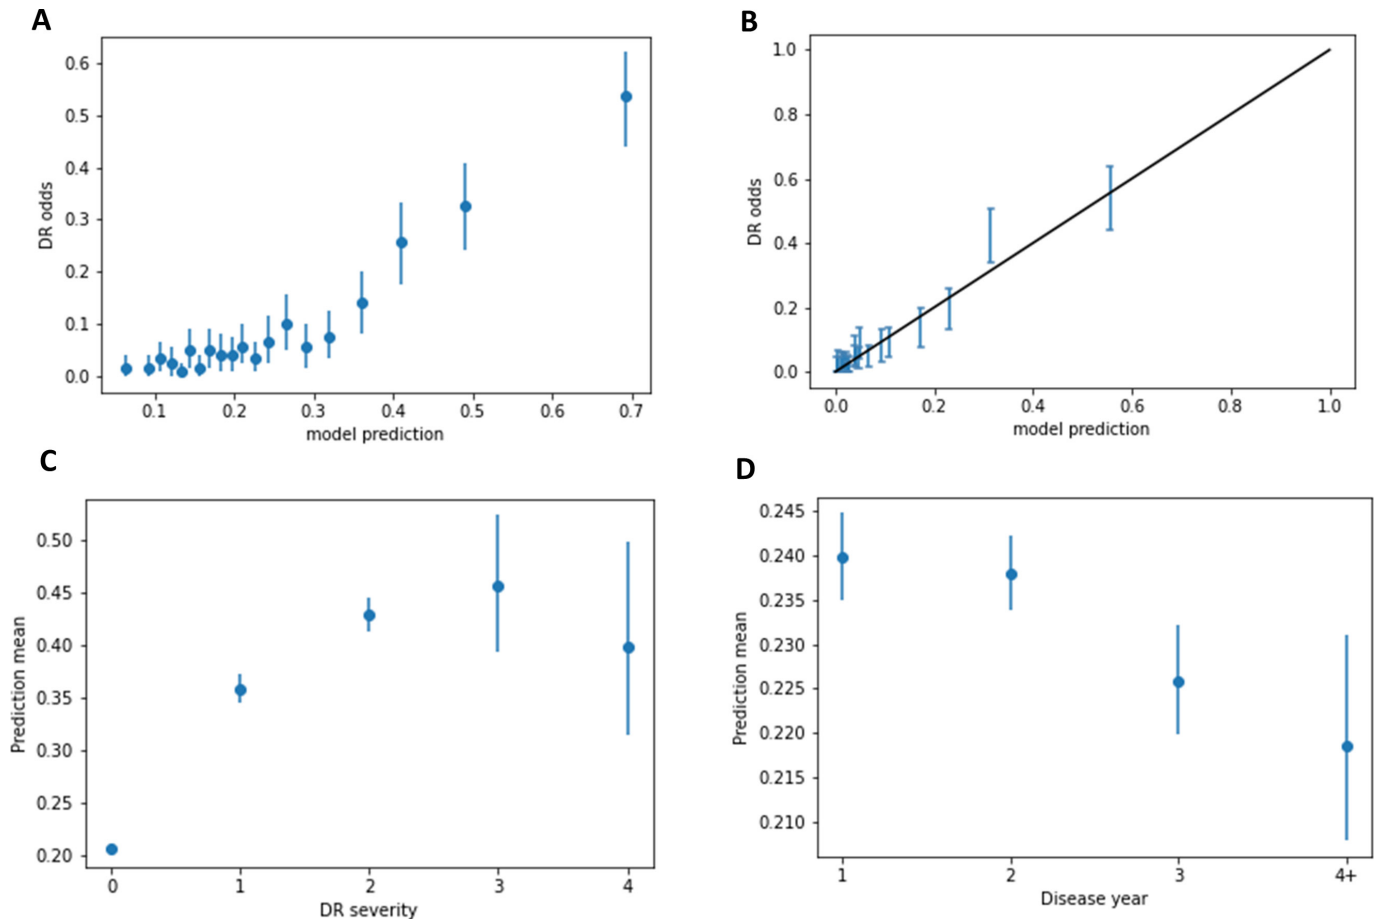 A
0.6
0.5
0.4
0.3
0.2
0.1
0.0
DR odds
0.1 0.2 0.3 0.4 0.5 0.6 0.7
model prediction
B
1.0
0.8
0.6
0.4
0.2
0.0
DR odds
0.0 0.2 0.4 0.6 0.8 1.0
model prediction
C
0.50
0.45
0.40
0.35
0.30
0.25
0.20
Prediction mean
0 1 2 3 4
DR severity
D
0.245
0.240
0.235
0.230
0.225
0.220
0.215
0.210
Prediction mean
1 2 3 4+
Disease year